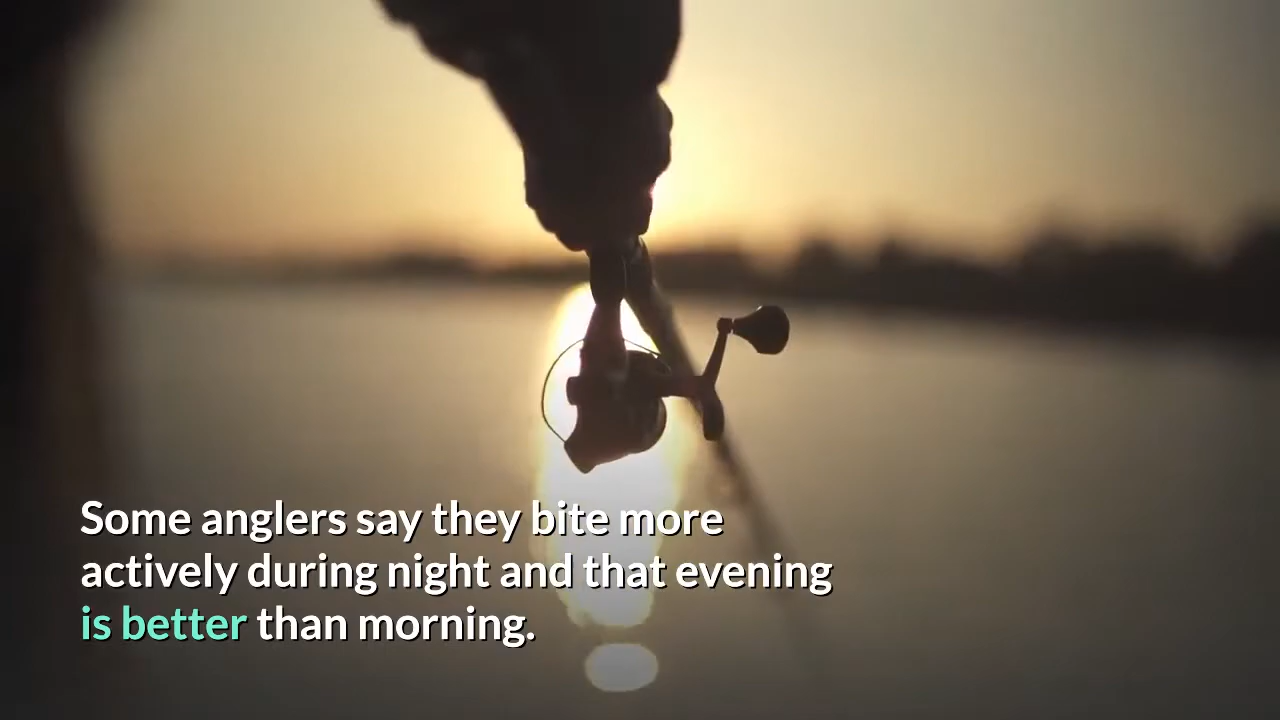 Some anglers say they bite more
actively during night and that evening
is better than morning.